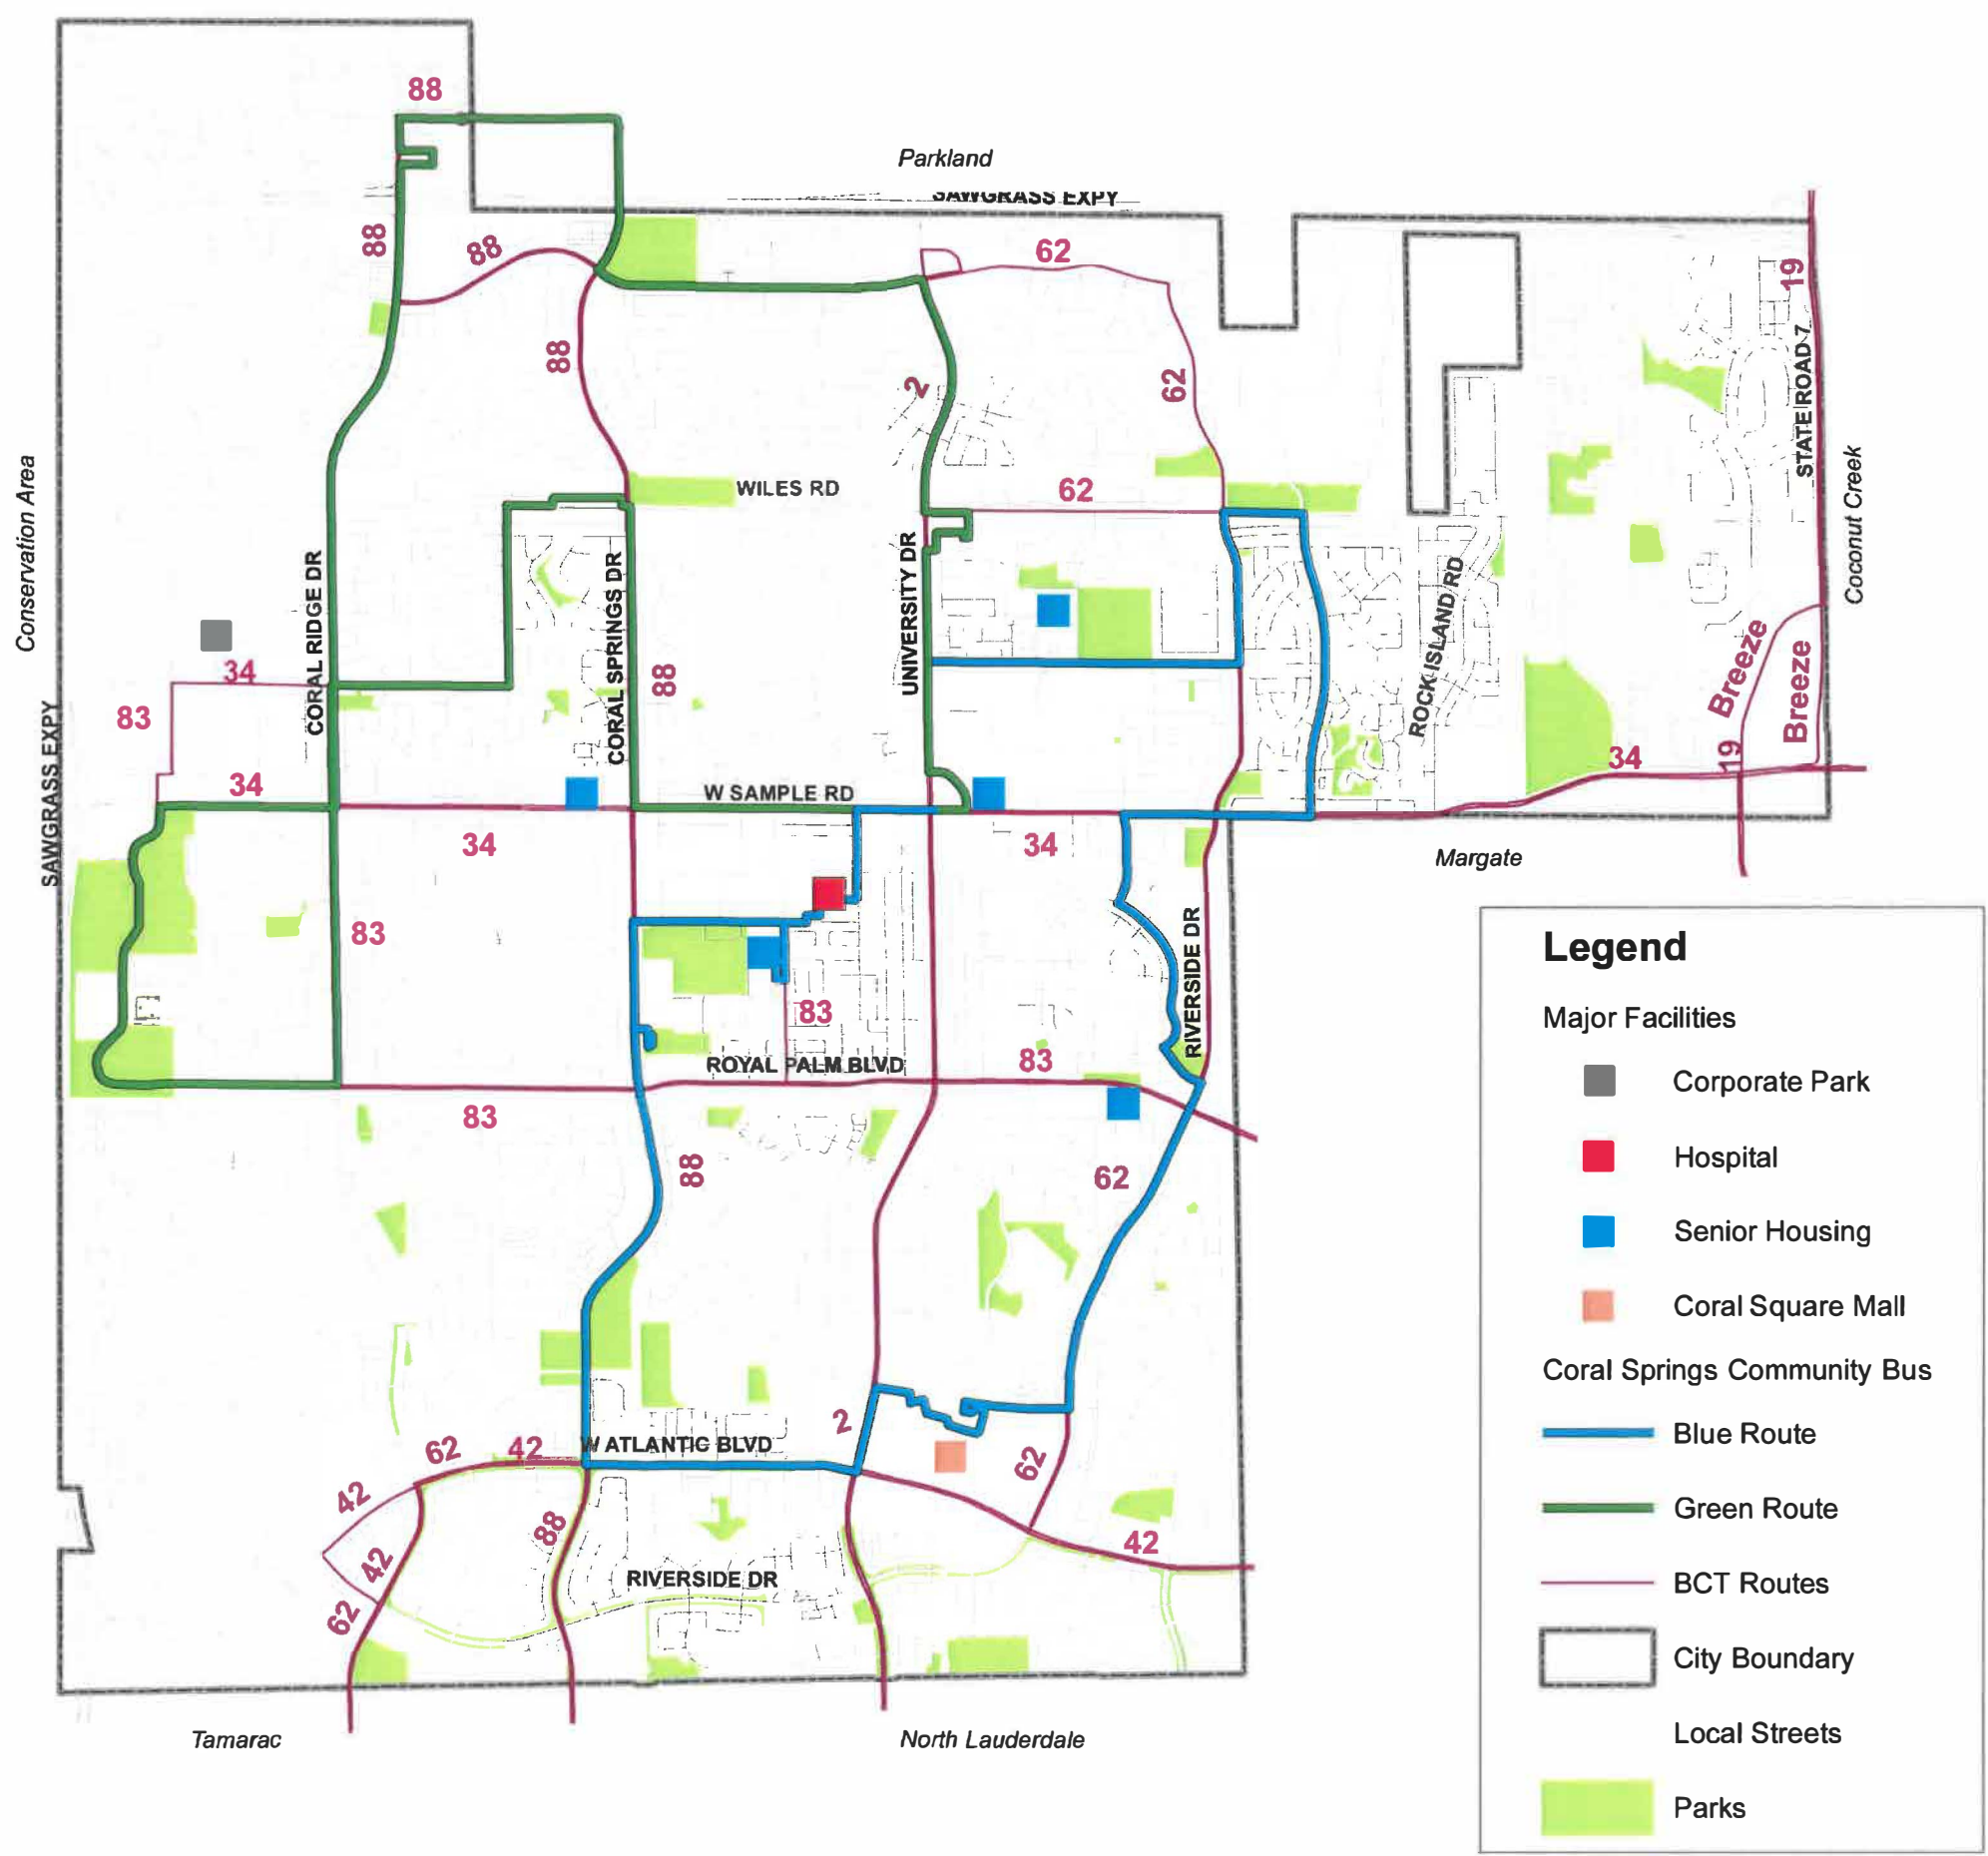 88
Parkland
SAWGRASS EXPY
88
88
62
19
88
2
62
STATE ROAD 7
Conservation Area
WILES RD
62
Coconut Creek
CORAL RIDGE DR
CORAL SPRINGS DR
UNIVERSITY DR
ROCK ISLAND RD
34
83
88
Breeze
Breeze
SAWGRASS EXPY
34
W SAMPLE RD
34
19
34
34
Margate
83
RIVERSIDE DR
83
ROYAL PALM BLVD
83
83
88
62
2
62
42
W ATLANTIC BLVD
62
42
88
42
42
RIVERSIDE DR
62
Tamarac
North Lauderdale
Legend
Major Facilities
Corporate Park
Hospital
Senior Housing
Coral Square Mall
Coral Springs Community Bus
Blue Route
Green Route
BCT Routes
City Boundary
Local Streets
Parks